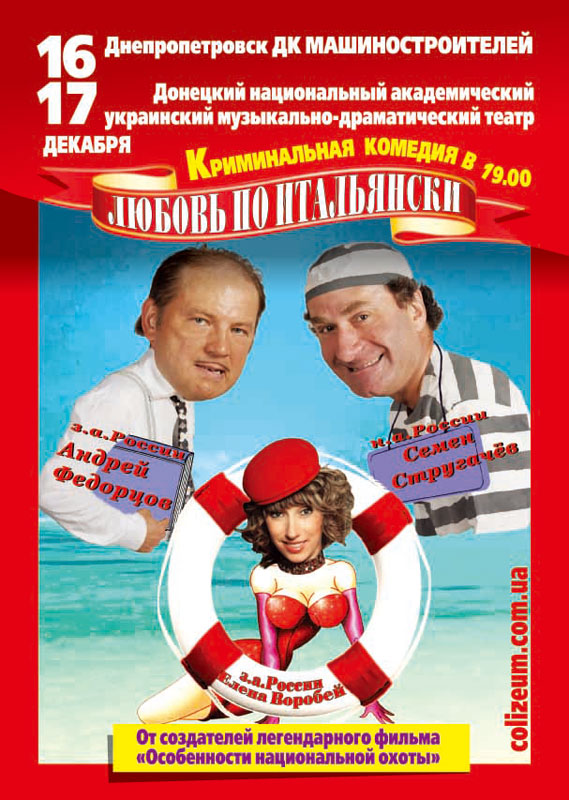 16 Днепропетровск ДК МАШИНОСТРОИТЕЛЕЙ
17 Донецкий национальный академический
украинский музыкально-драматический театр
ДЕКАБРЯ
Криминальная комедия в 19.00
ЛЮБОВЬ ПО ИТАЛЬЯНСКИ
з.а.России
Андрей
Федорцов
н.а.России
Семен
Стругачёв
з.а.России
Елена Воробей
colizeum.com.ua
От создателей легендарного фильма
«Особенности национальной охоты»